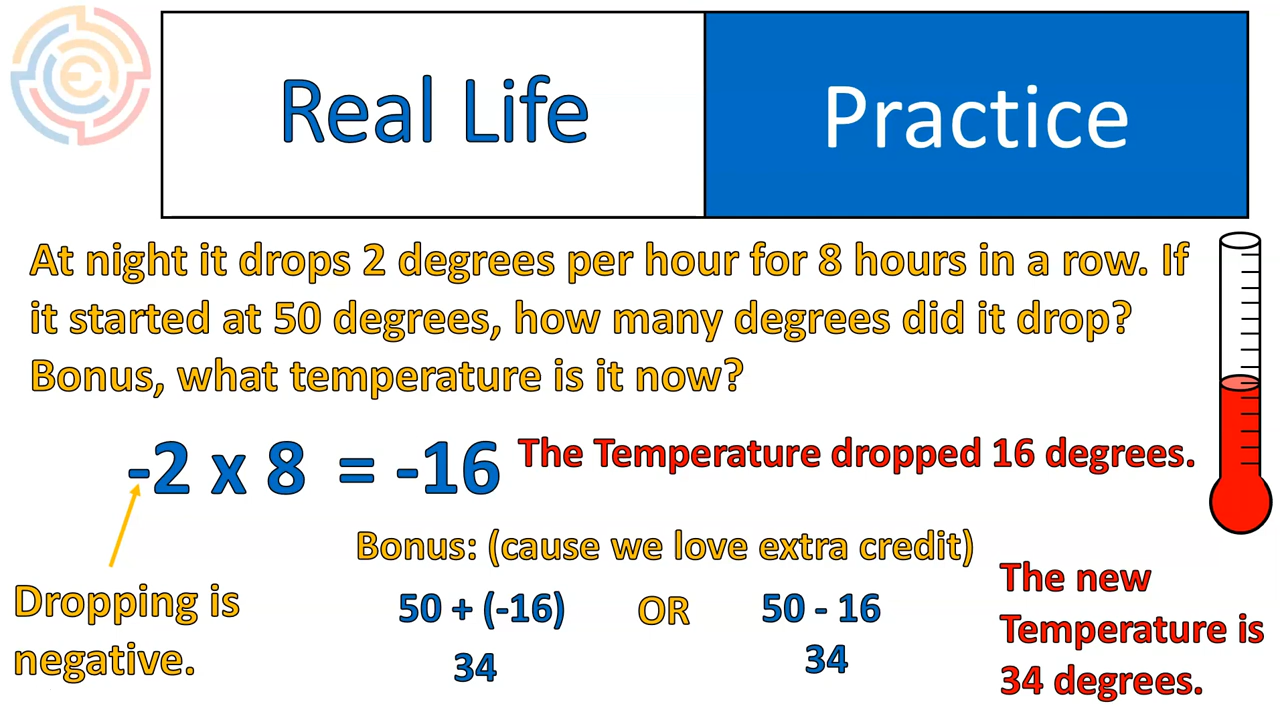 Real Life
Practice
At night it drops 2 degrees per hour for 8 hours in a row. If
it started at 50 degrees, how many degrees did it drop?
Bonus, what temperature is it now?
-2 x 8 = -16
The Temperature dropped 16 degrees.
Dropping is
negative.
Bonus: (cause we love extra credit)
50 + (-16)
34
OR
50 - 16
34
The new
Temperature is
34 degrees.